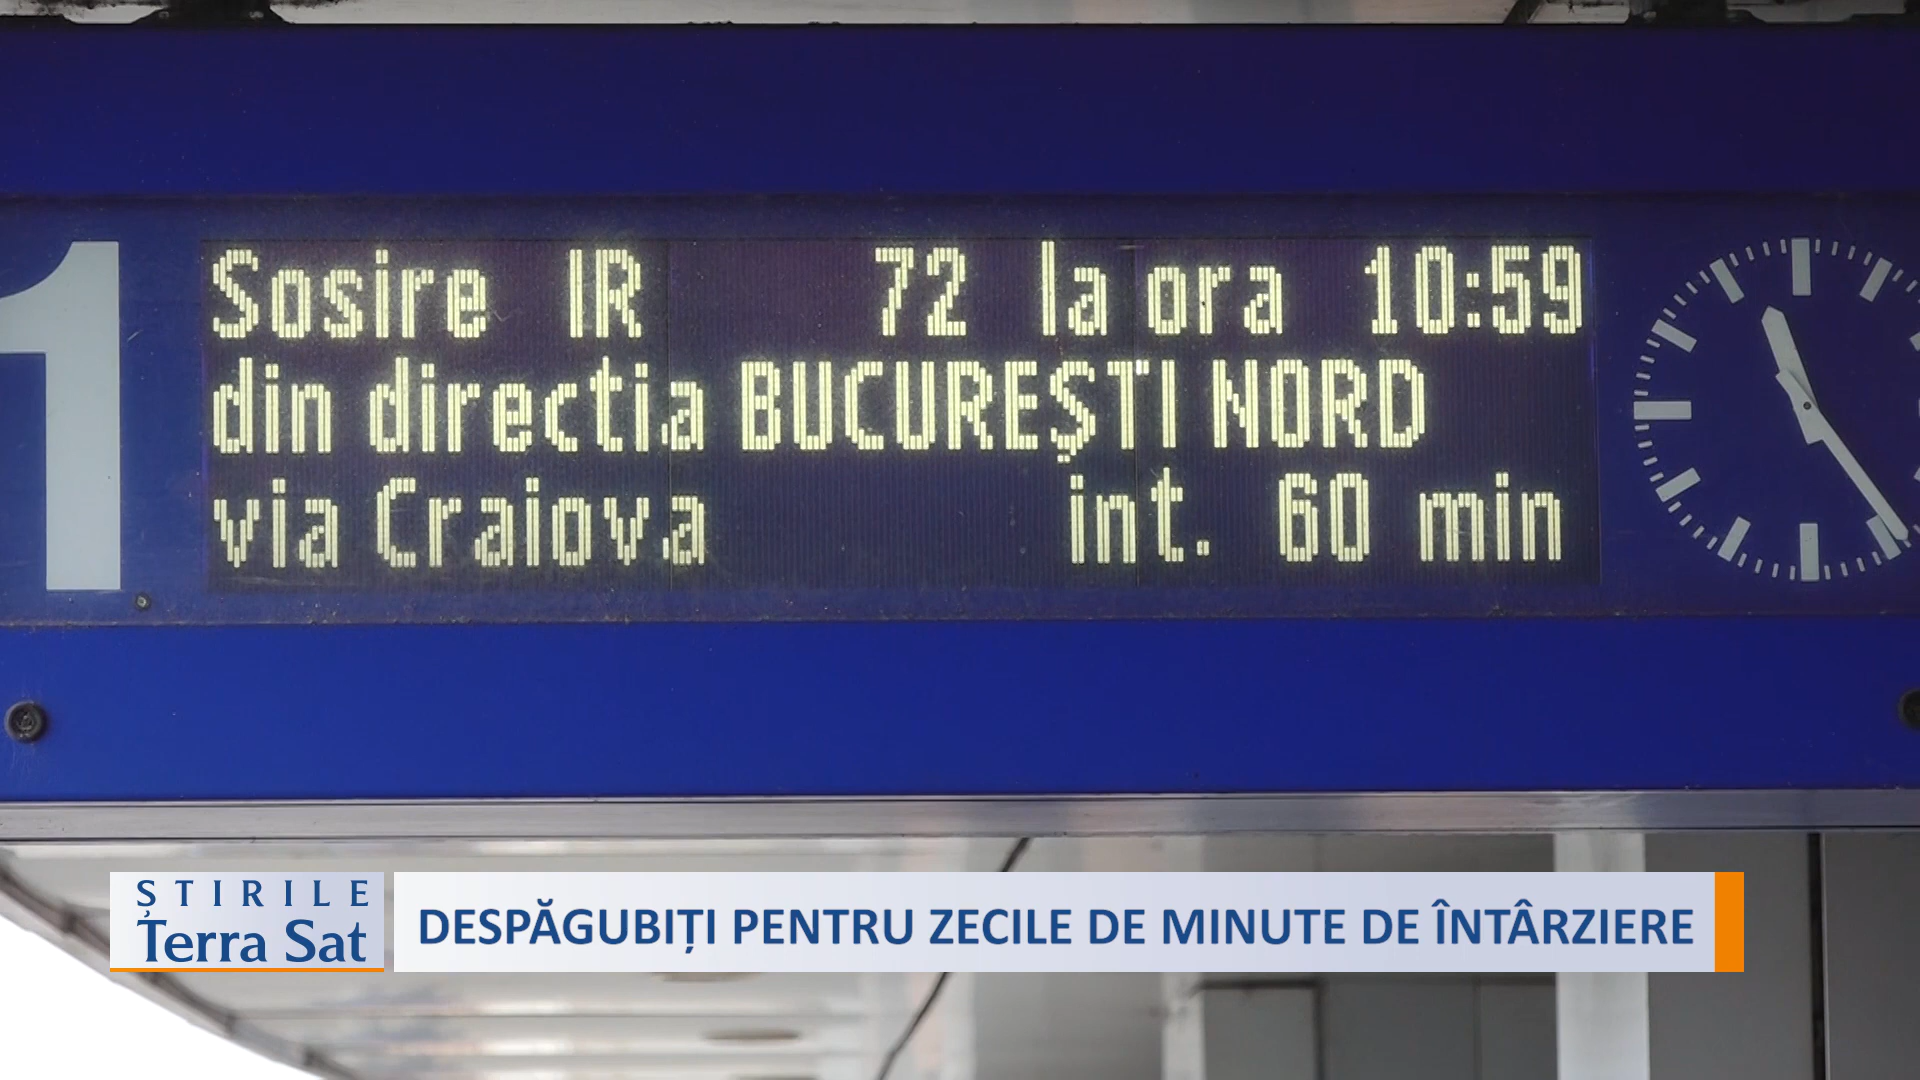 1
Sosire IR 72 la ora 10:59
din directia BUCUREŞTI NORD
via Craiova int. 60 min
ȘTIRILE
Terra Sat
DESPĂGUBIȚI PENTRU ZECILE DE MINUTE DE ÎNTÂRZIERE